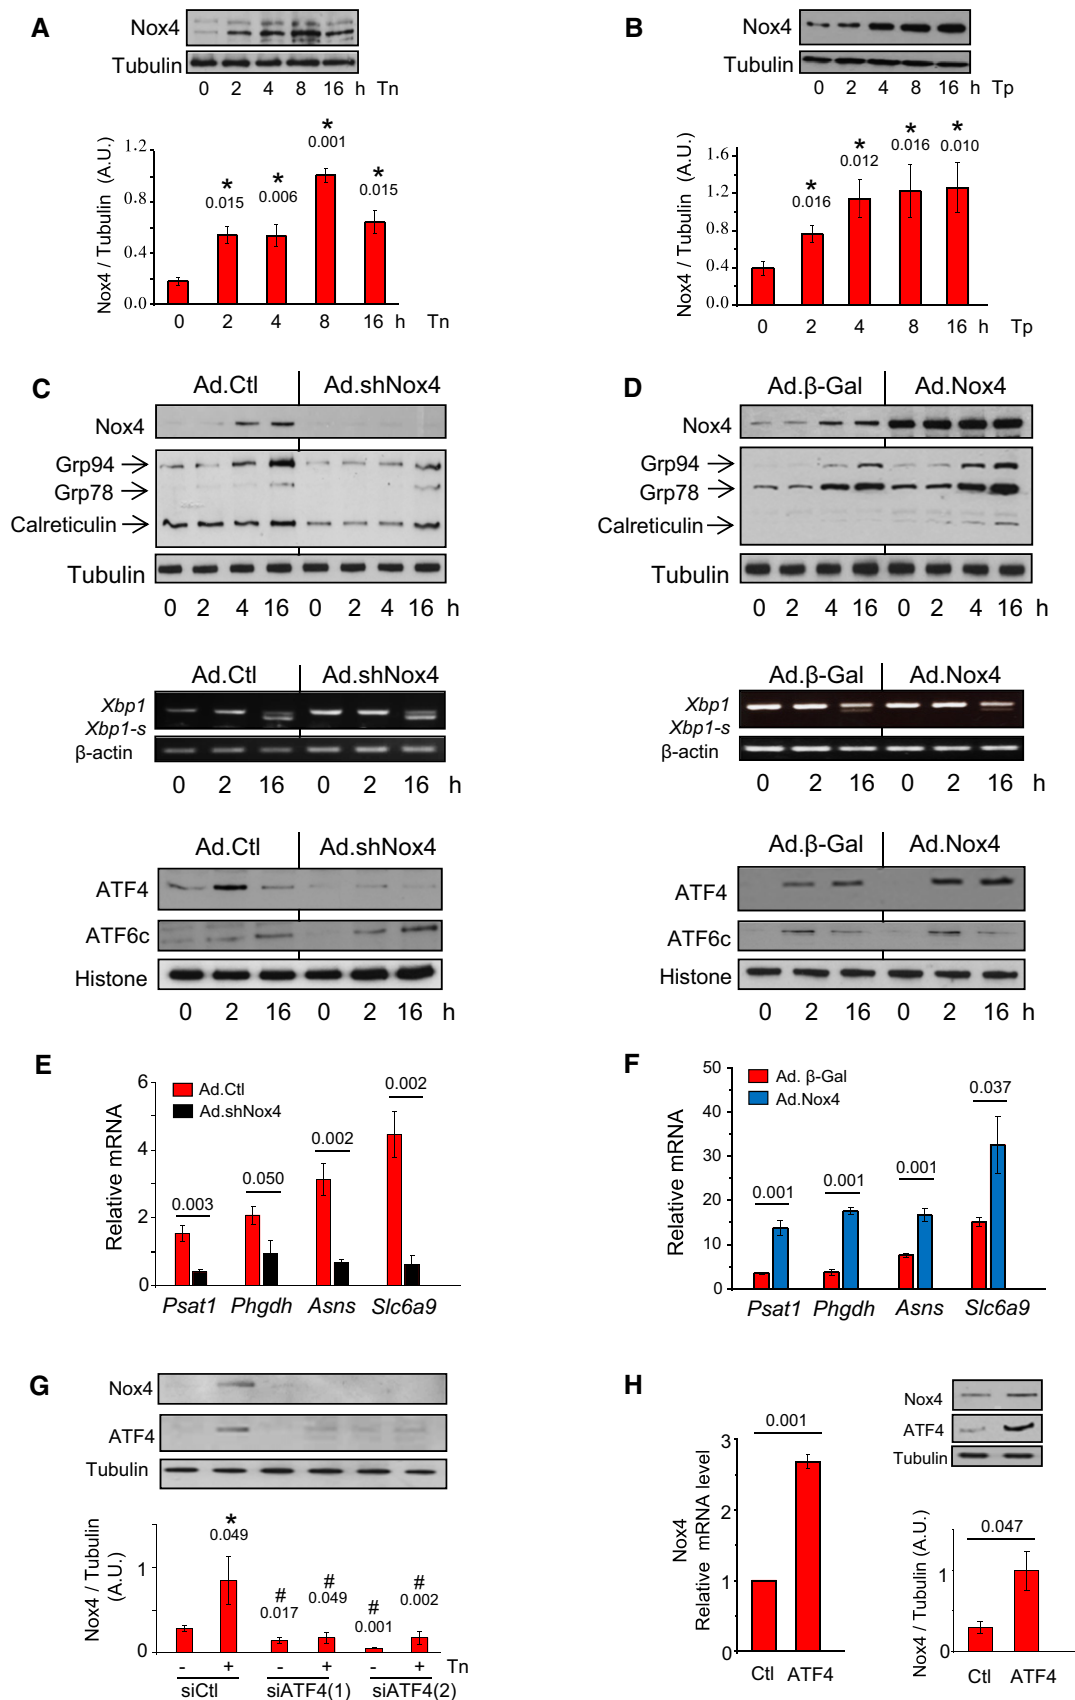 A
Nox4
Tubulin
0 2 4 8 16 h Tn
Nox4 / Tubulin (A.U.)
1.2
0.8
0.4
0.0
*
0.015
*
0.006
*
0.001
*
0.015
0 2 4 8 16 h Tn
B
Nox4
Tubulin
0 2 4 8 16 h Tp
Nox4 / Tubulin (A.U.)
1.6
1.2
0.8
0.4
0.0
*
0.016
*
0.012
*
0.016
*
0.010
0 2 4 8 16 h Tp
C
Ad.Ctl Ad.shNox4
Nox4
Grp94
Grp78
Calreticulin
Tubulin
0 2 4 16 0 2 4 16 h
Ad.Ctl Ad.shNox4
Xbp1
Xbp1-s
β-actin
0 2 16 0 2 16 h
Ad.Ctl Ad.shNox4
ATF4
ATF6c
Histone
0 2 16 0 2 16 h
D
Ad.β-Gal Ad.Nox4
Nox4
Grp94
Grp78
Calreticulin
Tubulin
0 2 4 16 0 2 4 16 h
Ad.β-Gal Ad.Nox4
Xbp1
Xbp1-s
β-actin
0 2 16 0 2 16 h
Ad.β-Gal Ad.Nox4
ATF4
ATF6c
Histone
0 2 16 0 2 16 h
E
Relative mRNA
6
4
2
0
Ad.Ctl
Ad.shNox4
0.003
0.050
0.002
0.002
Psat1 Phgdh Asns Slc6a9
F
Relative mRNA
50
40
30
20
10
0
Ad. β-Gal
Ad.Nox4
0.001
0.001
0.001
0.037
Psat1 Phgdh Asns Slc6a9
G
Nox4
ATF4
Tubulin
Nox4 / Tubulin
(A.U.)
1
0
*
0.049
#
0.017
#
0.049
#
0.001
#
0.002
- + - + - + Tn
siCtl siATF4(1) siATF4(2)
H
Nox4
Relative mRNA level
3
2
1
0
0.001
Ctl ATF4
Nox4
ATF4
Tubulin
Nox4 / Tubulin (A.U.)
1
0
0.047
Ctl ATF4